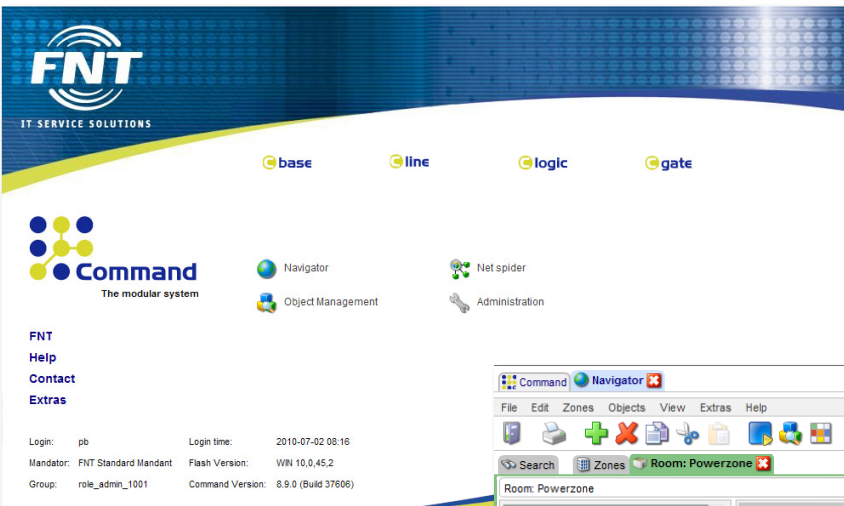 FNT
IT SERVICE SOLUTIONS
base line logic gate
Command
The modular system
Navigator Net spider
Object Management Administration
FNT
Help
Contact
Extras
Login: pb Login time: 2010-07-02 08:16
Mandator: FNT Standard Mandant Flash Version: WIN 10,0,45,2
Group: role_admin_1001 Command Version: 8.9.0 (Build 37606)
Command Navigator
File Edit Zones Objects View Extras Help
Search Zones Room: Powerzone
Room: Powerzone